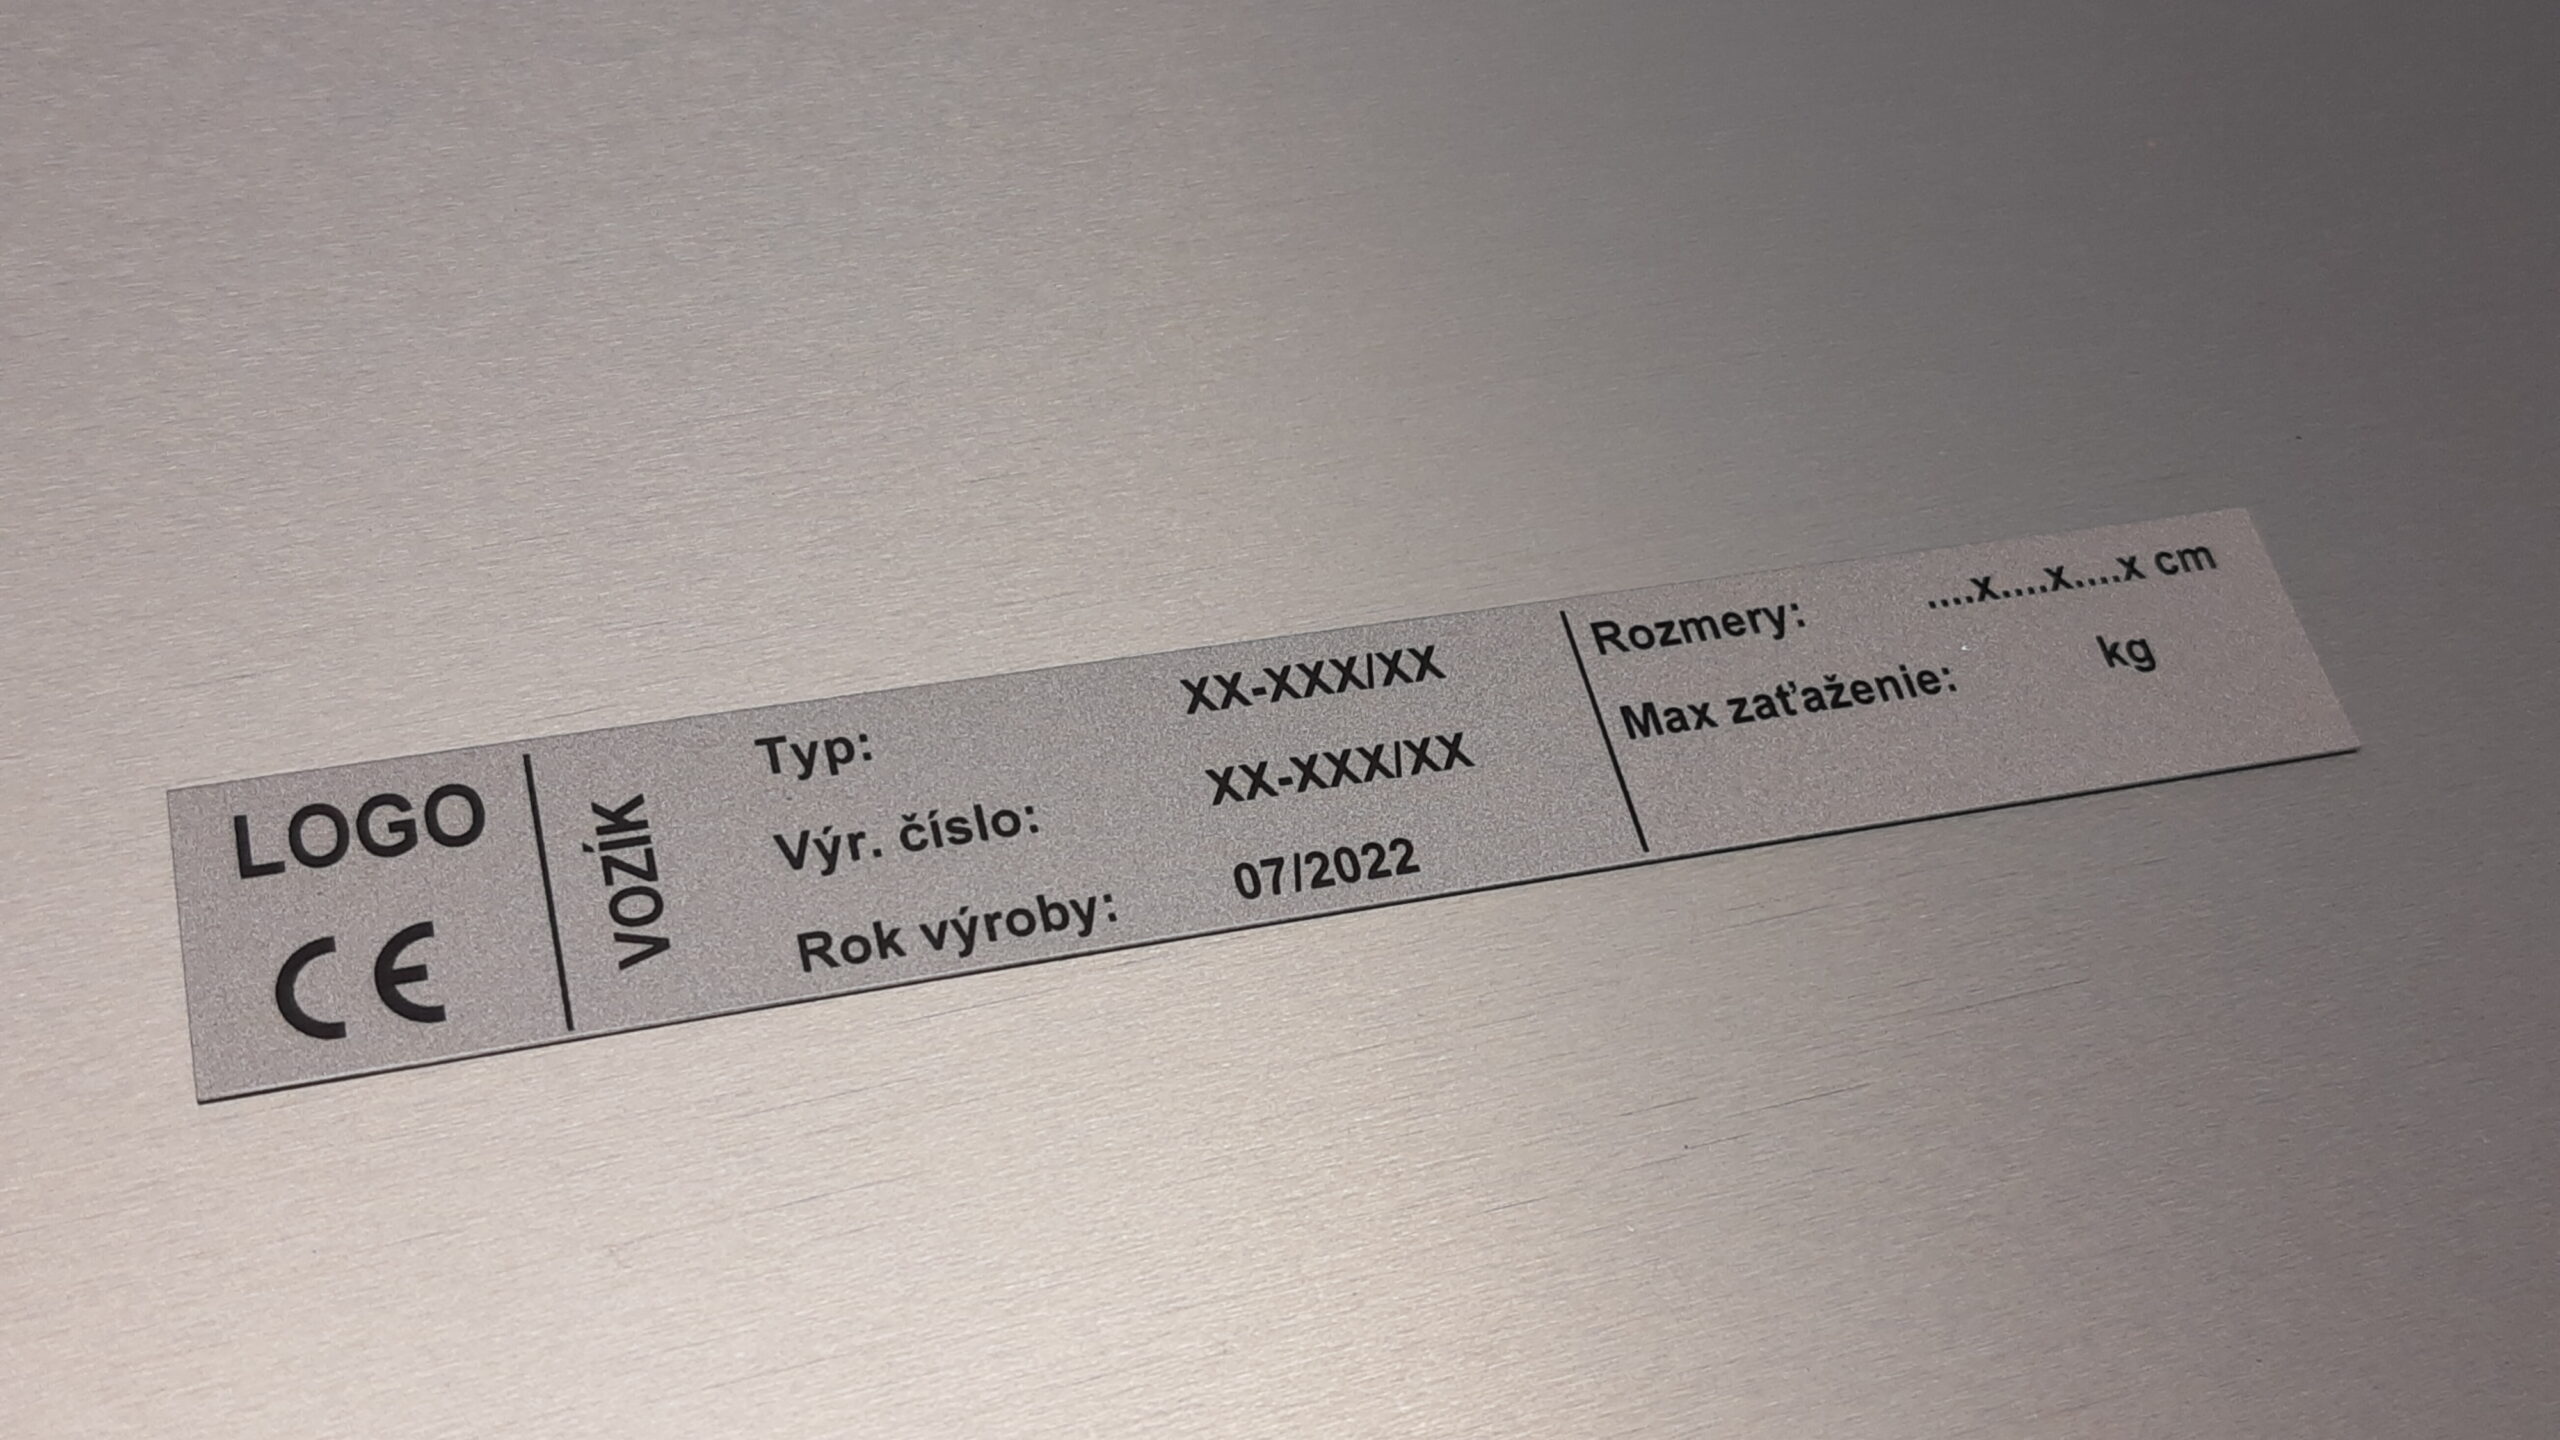 LOGO
CE
VOZÍK
Typ: XX-XXX/XX
Výr. číslo: XX-XXX/XX
Rok výroby: 07/2022
Rozmery: ....x....x....x cm
Max zaťaženie: kg